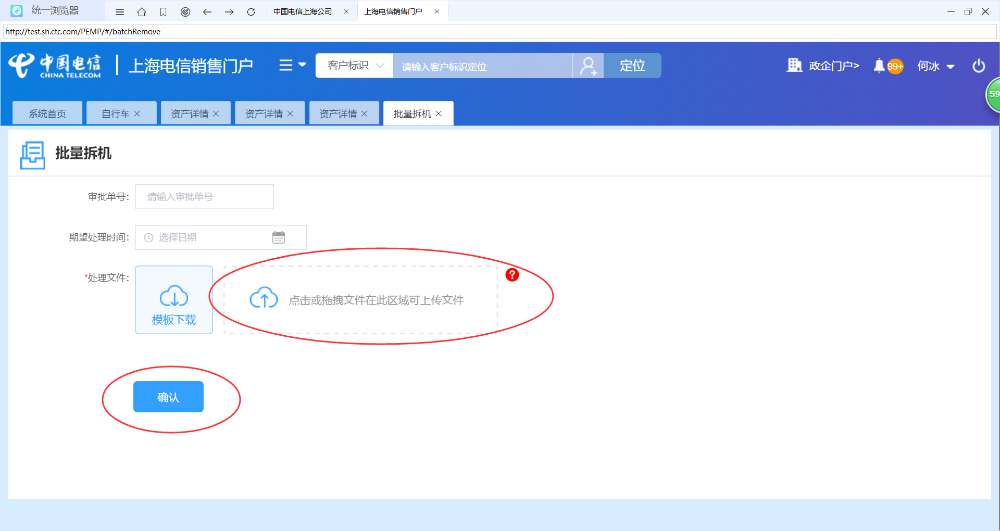 统一浏览器
中国电信上海公司
上海电信销售门户
http://test.sh.ctc.com/PEMP/#/batchRemove
中国电信
CHINA TELECOM
上海电信销售门户
客户标识
请输入客户标识定位
定位
政企门户>
99+
何冰
59
系统首页
自行车
资产详情
资产详情
资产详情
批量拆机
批量拆机
审批单号:
请输入审批单号
期望处理时间:
选择日期
*处理文件:
模板下载
点击或拖拽文件在此区域可上传文件
?
确认